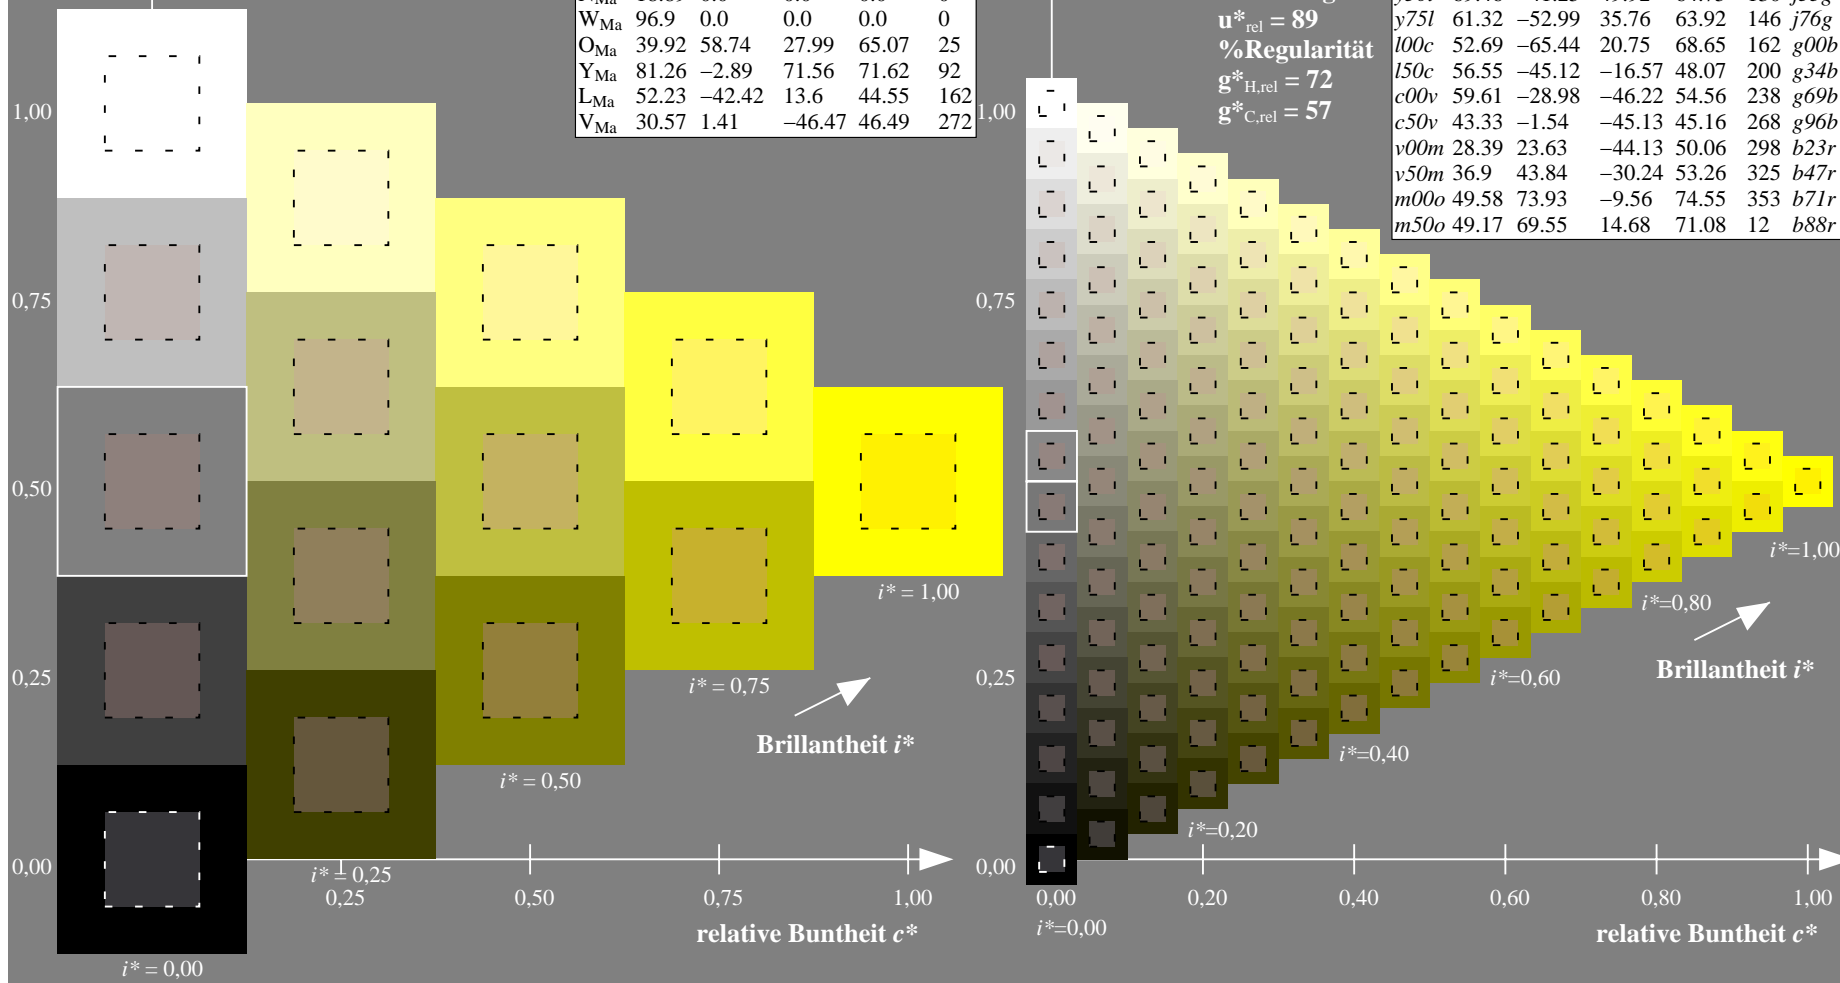 W_Ma 96.9 0.0 0.0 0.0 0
O_Ma 39.92 58.74 27.99 65.07 25
Y_Ma 81.26 −2.89 71.56 71.62 92
L_Ma 52.23 −42.42 13.6 44.55 162
V_Ma 30.57 1.41 −46.47 46.49 272
u*_rel = 89
%Regularität
g*_H,rel = 72
g*_C,rel = 57
y75l 61.32 −52.99 35.76 63.92 146 j76g
l00c 52.69 −65.44 20.75 68.65 162 g00b
l50c 56.55 −45.12 −16.57 48.07 200 g34b
c00v 59.61 −28.98 −46.22 54.56 238 g69b
c50v 43.33 −1.54 −45.13 45.16 268 g96b
v00m 28.39 23.63 −44.13 50.06 298 b23r
v50m 36.9 43.84 −30.24 53.26 325 b47r
m00o 49.58 73.93 −9.56 74.55 353 b71r
m50o 49.17 69.55 14.68 71.08 12 b88r
1,00
0,75
0,50
0,25
0,00
i* = 1,00
i* = 0,75
Brillantheit i*
i* = 0,50
i* = 0,25
0,25 0,50 0,75 1,00
relative Buntheit c*
i* = 0,00
1,00
0,75
0,50
0,25
0,00
i*=1,00
i*=0,80
Brillantheit i*
i*=0,60
i*=0,40
i*=0,20
0,00 0,20 0,40 0,60 0,80 1,00
i*=0,00
relative Buntheit c*